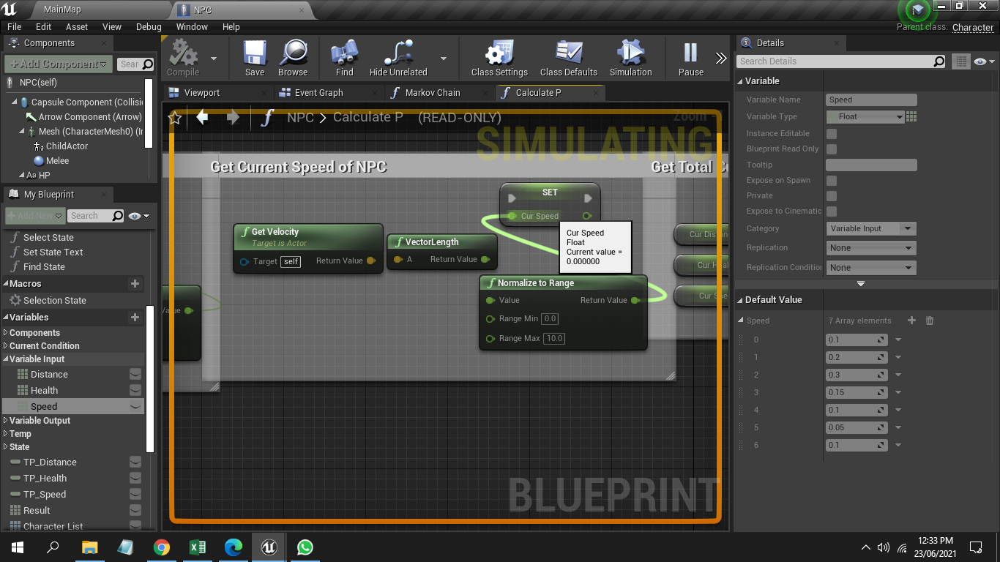 MainMap
NPC
File Edit Asset View Debug Window Help
Parent class: Character
Components
+ Add Component
Sear
NPC(self)
Capsule Component (Collisi
Arrow Component (Arrow)
Mesh (CharacterMesh0) (Ir
ChildActor
Melee
Aa HP
My Blueprint
+ Add New
Search
Select State
Set State Text
Find State
Macros
Selection State
Variables
Components
Current Condition
Variable Input
Distance
Health
Speed
Variable Output
Temp
State
TP_Distance
TP_Health
TP_Speed
Result
Character List
Compile Save Browse Find Hide Unrelated Class Settings Class Defaults Simulation Pause
Viewport Event Graph Markov Chain Calculate P
NPC > Calculate P (READ-ONLY)
Zoom -
SIMULATING
Get Current Speed of NPC
Get Total C
SET
Cur Speed
Cur Speed
Float
Current value =
0.000000
Get Velocity
Target is Actor
Target self Return Value
VectorLength
A Return Value
Normalize to Range
Value Return Value
Range Min 0.0
Range Max 10.0
Value
Cur Distan
Cur Heal
Cur Spe
BLUEPRINT
Details
Search Details
Variable
Variable Name Speed
Variable Type Float
Instance Editable
Blueprint Read Only
Tooltip
Expose on Spawn
Private
Expose to Cinematic
Category Variable Input
Replication None
Replication Conditior None
Default Value
Speed 7 Array elements
0 0.1
1 0.2
2 0.3
3 0.15
4 0.1
5 0.05
6 0.1
12:33 PM
23/06/2021